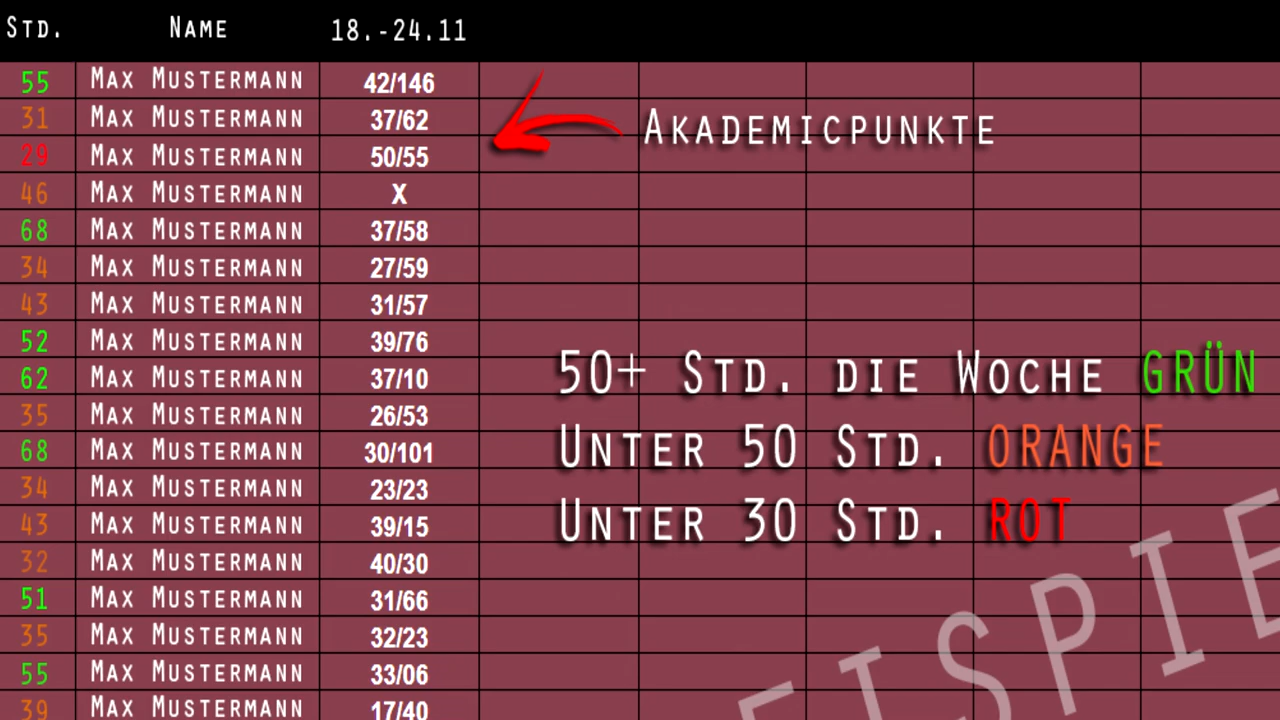 STD. NAME 18.-24.11
55 MAX MUSTERMANN 42/146
31 MAX MUSTERMANN 37/62
AKADEMICPUNKTE
29 MAX MUSTERMANN 50/55
46 MAX MUSTERMANN X
68 MAX MUSTERMANN 37/58
34 MAX MUSTERMANN 27/59
43 MAX MUSTERMANN 31/57
52 MAX MUSTERMANN 39/76
62 MAX MUSTERMANN 37/10
35 MAX MUSTERMANN 26/53
68 MAX MUSTERMANN 30/101
34 MAX MUSTERMANN 23/23
43 MAX MUSTERMANN 39/15
32 MAX MUSTERMANN 40/30
51 MAX MUSTERMANN 31/66
35 MAX MUSTERMANN 32/23
55 MAX MUSTERMANN 33/06
39 MAX MUSTERMANN 17/40
50+ STD. DIE WOCHE GRÜN
UNTER 50 STD. ORANGE
UNTER 30 STD. ROT
EISPIE